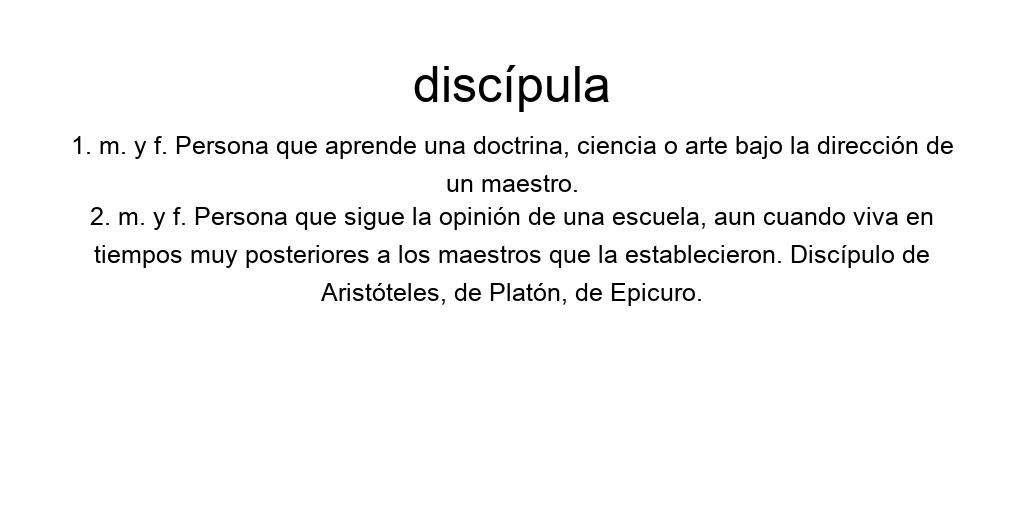 discípula
1. m. y f. Persona que aprende una doctrina, ciencia o arte bajo la dirección de
un maestro.
2. m. y f. Persona que sigue la opinión de una escuela, aun cuando viva en
tiempos muy posteriores a los maestros que la establecieron. Discípulo de
Aristóteles, de Platón, de Epicuro.